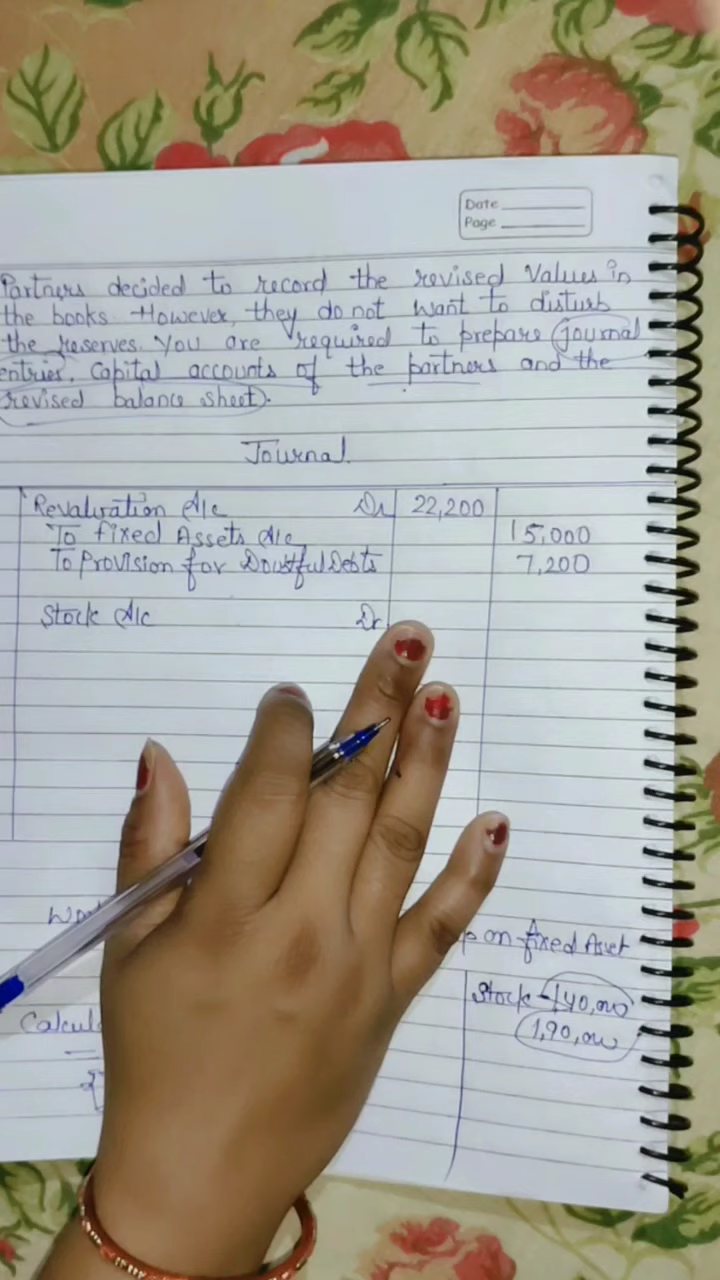 Date
Page
Partners decided to record the revised values in
the books. However, they do not want to disturb
the reserves. You are required to prepare journal
entries, Capital accounts of the partners and the
revised balance sheet.
Journal
Revaluation A/c Dr 22,200
To fixed Assets A/c 15,000
To Provision for Doubtful Debts 7,200
Stock A/c Dr
on fixed Asset
Stock - 140,000
1,90,000